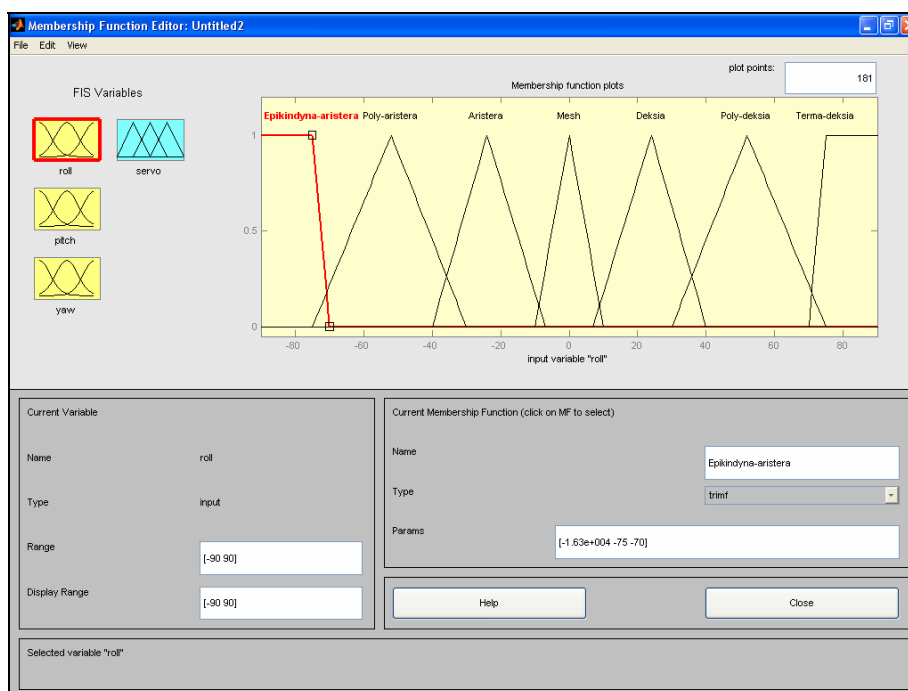 Membership Function Editor: Untitled2
File Edit View
FIS Variables
roll
servo
pitch
yaw
plot points:
181
Membership function plots
Epikindyna-aristera Poly-aristera Aristera Mesh Deksia Poly-deksia Terma-deksia
1
0.5
0
-80 -60 -40 -20 0 20 40 60 80
input variable "roll"
Current Variable
Name roll
Type input
Range [-90 90]
Display Range [-90 90]
Current Membership Function (click on MF to select)
Name Epikindyna-aristera
Type trimf
Params [-1.63e+004 -75 -70]
Help Close
Selected variable "roll"